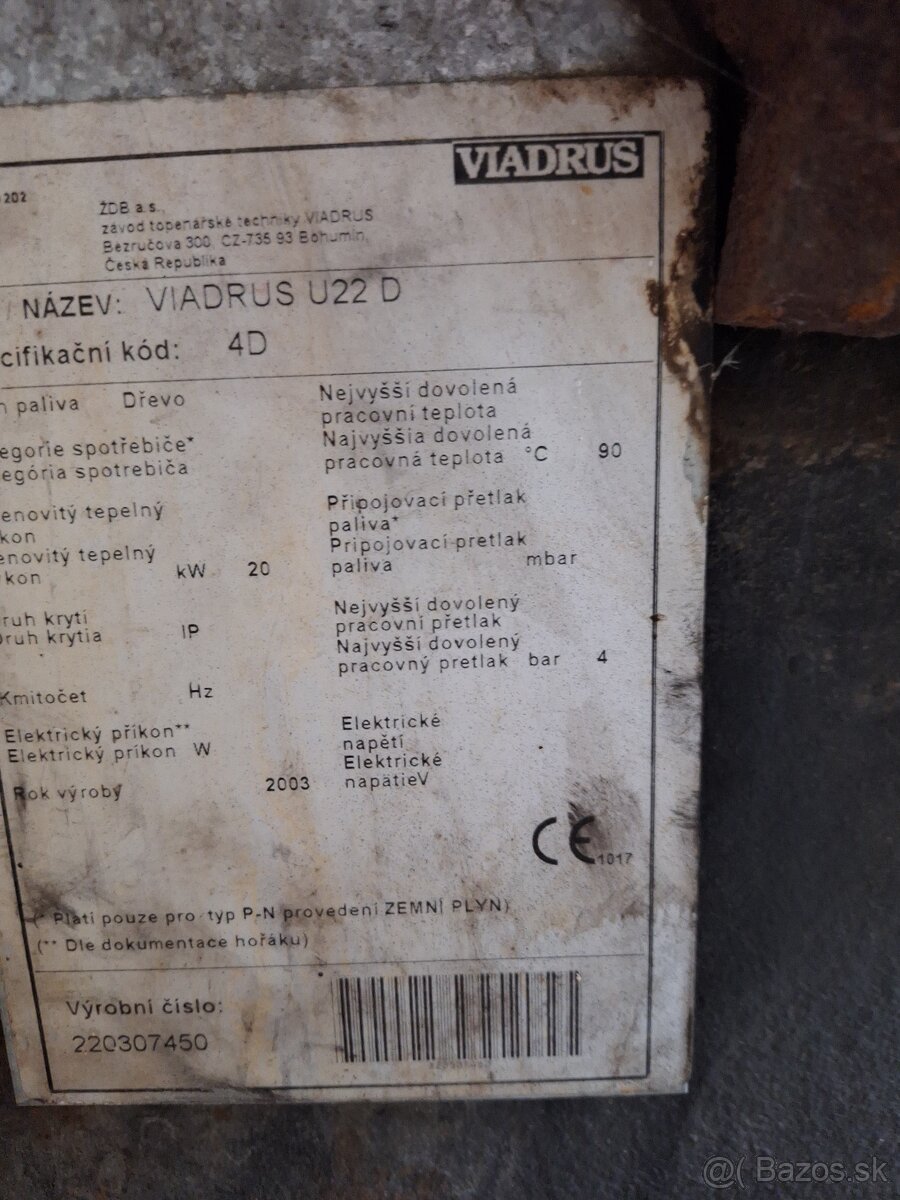 VIADRUS
202
ŽDB a.s.,
závod topenářské techniky VIADRUS
Bezručova 300, CZ-735 93 Bohumín,
Česká Republika
/ NÁZEV: VIADRUS U22 D
cifikační kód: 4D
h paliva Dřevo
egorie spotřebiče*
egória spotrebiča
enovitý tepelný
kon
enovitý tepelný
kon kW 20
ruh krytí
Druh krytia IP
Kmitočet Hz
Elektrický příkon**
Elektrický príkon W
Rok výroby 2003
Nejvyšší dovolená
pracovní teplota
Najvyššia dovolená
pracovná teplota °C 90
Připojovací přetlak
paliva*
Pripojovací pretlak
paliva mbar
Nejvyšší dovolený
pracovní přetlak
Najvyšší dovolený
pracovný pretlak bar 4
Elektrické
napětí
Elektrické
napätieV
CE 1017
(* Platí pouze pro typ P-N provedení ZEMNÍ PLYN)
(** Dle dokumentace hořáku)
Výrobní číslo:
220307450
@( Bazos.sk